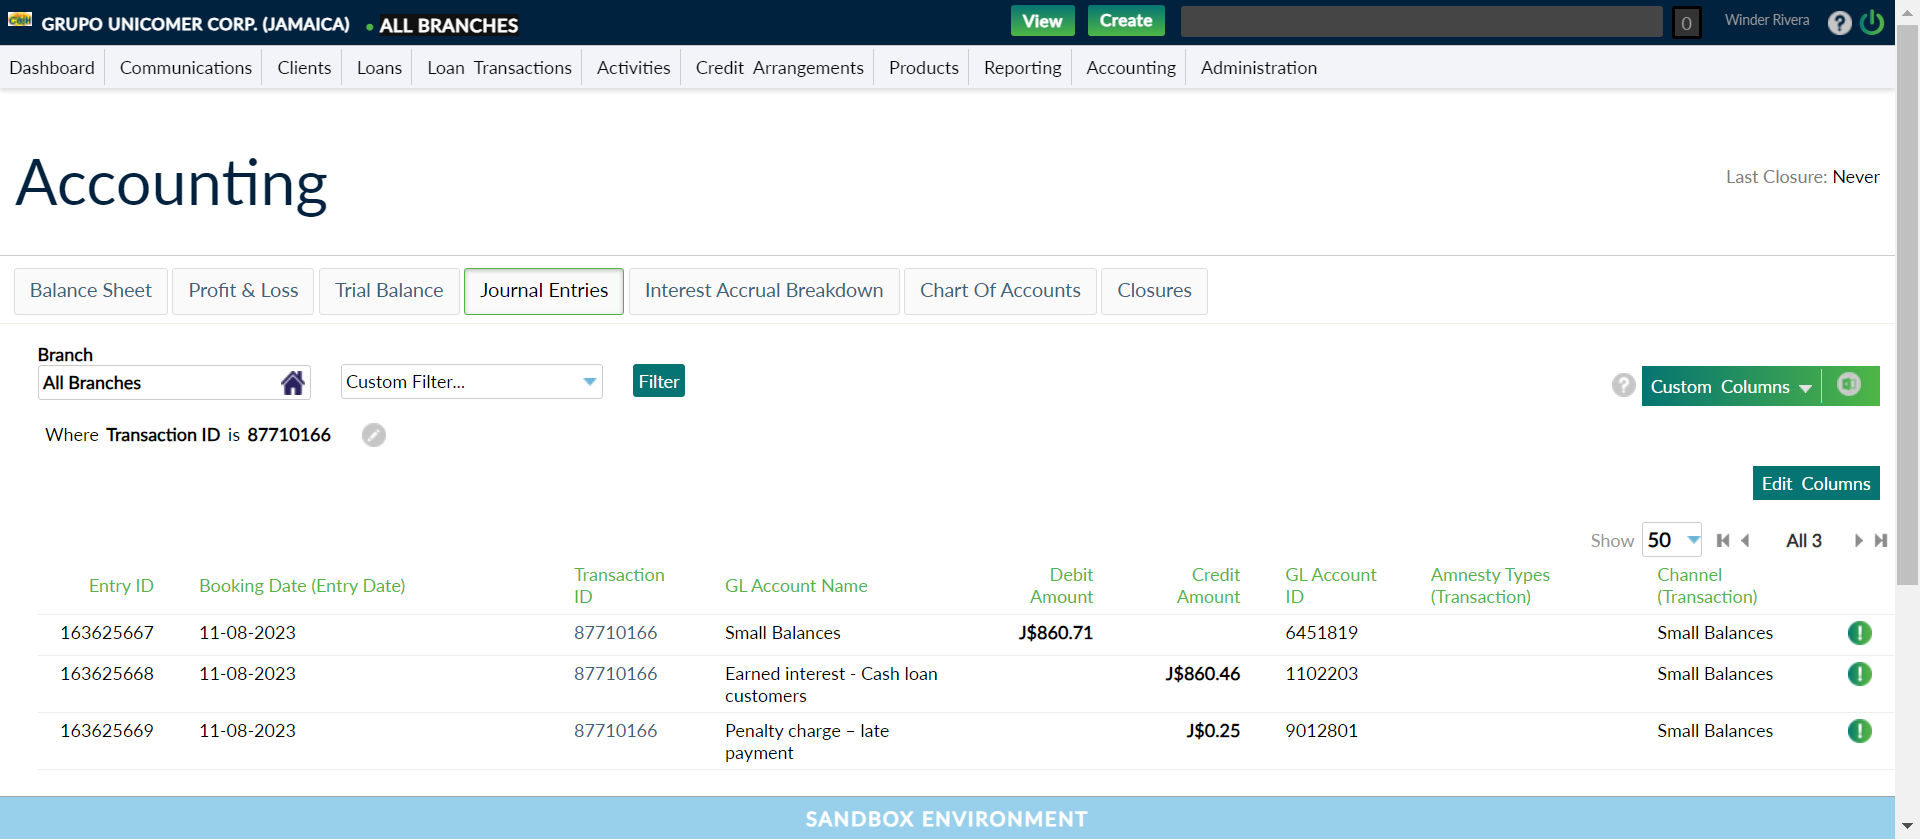 Cash GRUPO UNICOMER CORP. (JAMAICA) • ALL BRANCHES View Create 0 Winder Rivera ?
Dashboard Communications Clients Loans Loan Transactions Activities Credit Arrangements Products Reporting Accounting Administration
Accounting
Last Closure: Never
Balance Sheet Profit & Loss Trial Balance Journal Entries Interest Accrual Breakdown Chart Of Accounts Closures
Branch
All Branches Custom Filter... Filter ? Custom Columns
Where Transaction ID is 87710166
Edit Columns
Show 50 All 3
Entry ID Booking Date (Entry Date) Transaction ID GL Account Name Debit Amount Credit Amount GL Account ID Amnesty Types (Transaction) Channel (Transaction)
163625667 11-08-2023 87710166 Small Balances J$860.71 6451819 Small Balances !
163625668 11-08-2023 87710166 Earned interest - Cash loan customers J$860.46 1102203 Small Balances !
163625669 11-08-2023 87710166 Penalty charge – late payment J$0.25 9012801 Small Balances !
SANDBOX ENVIRONMENT